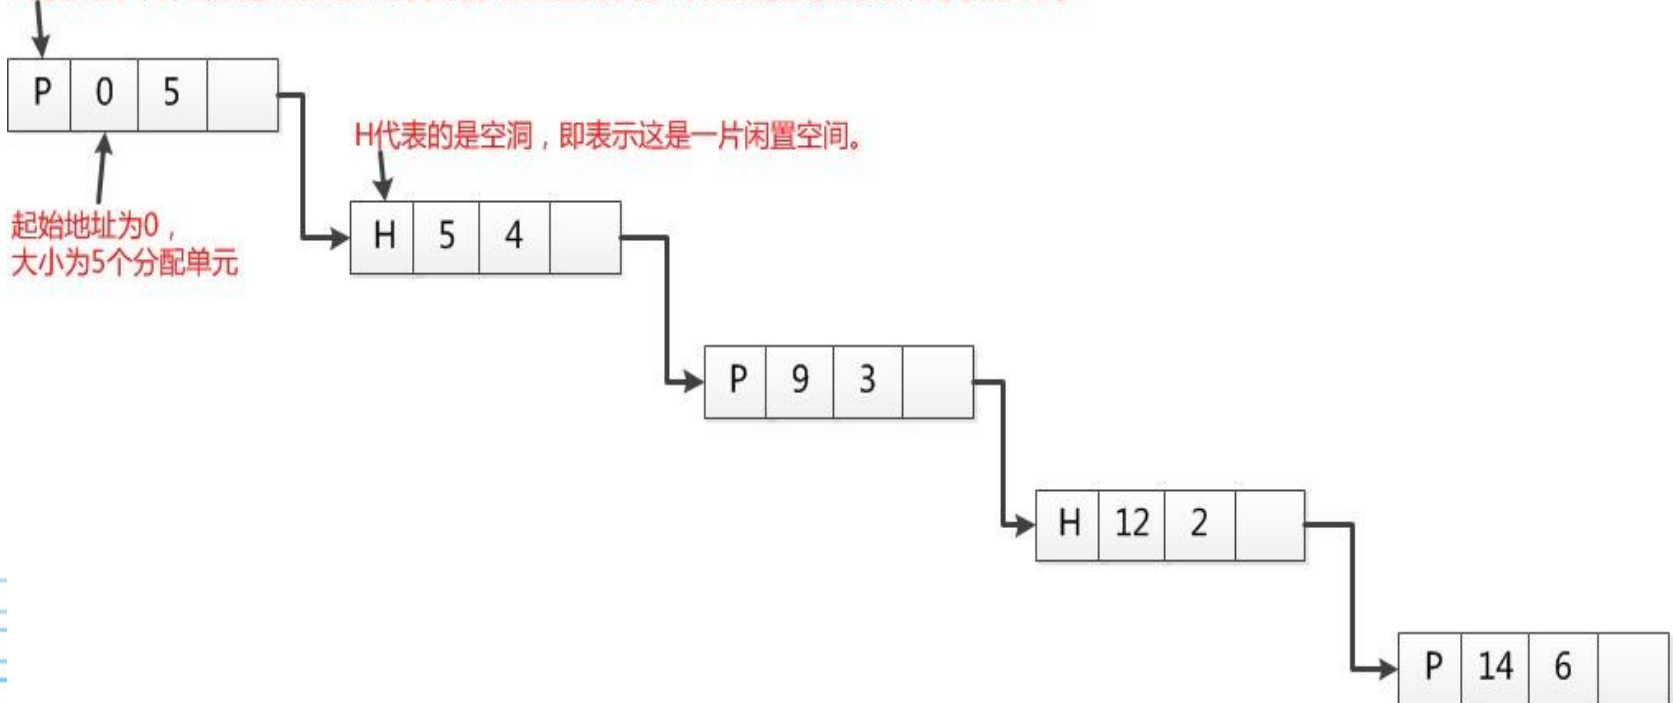 P 0 5
H代表的是空洞，即表示这是一片闲置空间。
起始地址为0，
大小为5个分配单元
H 5 4
P 9 3
H 12 2
P 14 6